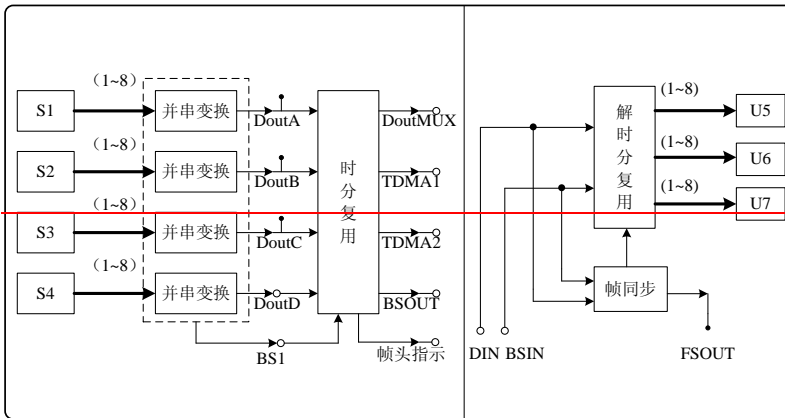 (1~8)
S1
并串变换
DoutA
DoutMUX
(1~8)
S2
并串变换
DoutB
TDMA1
(1~8)
S3
并串变换
DoutC
TDMA2
(1~8)
S4
并串变换
DoutD
BSOUT
时分复用
BS1
帧头指示
解时分复用
(1~8)
U5
(1~8)
U6
(1~8)
U7
帧同步
DIN BSIN
FSOUT